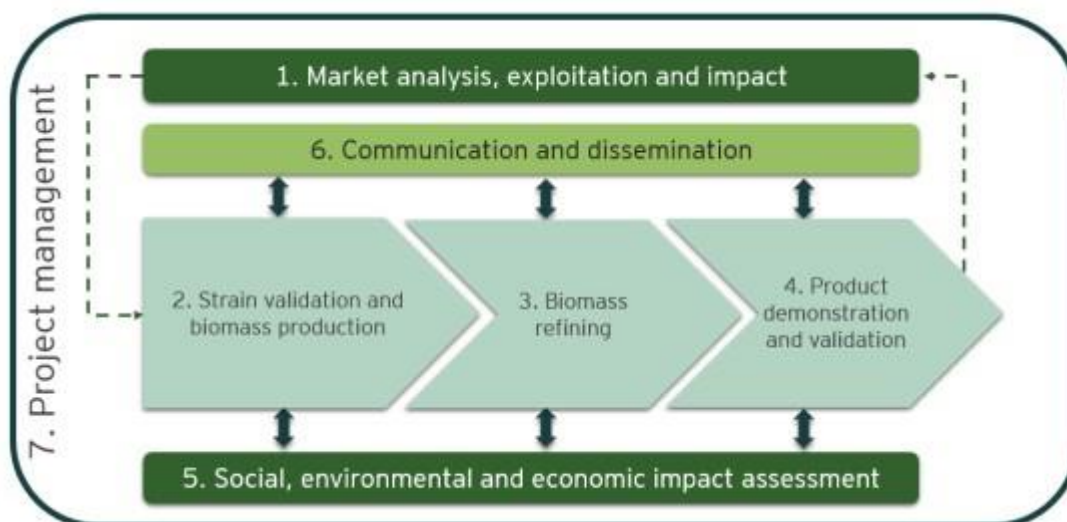 7. Project management
1. Market analysis, exploitation and impact
6. Communication and dissemination
2. Strain validation and
biomass production
3. Biomass
refining
4. Product
demonstration
and validation
5. Social, environmental and economic impact assessment